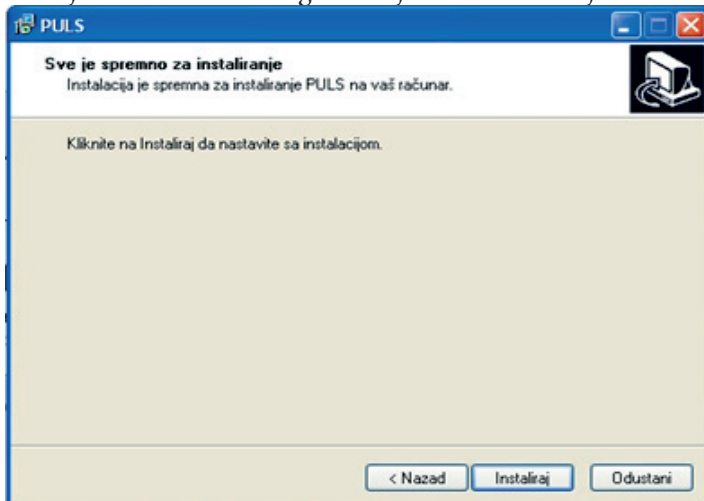 PULS
Sve je spremno za instaliranje
Instalacija je spremna za instaliranje PULS na vaš računar.
Kliknite na Instaliraj da nastavite sa instalacijom.
< Nazad Instaliraj Odustani